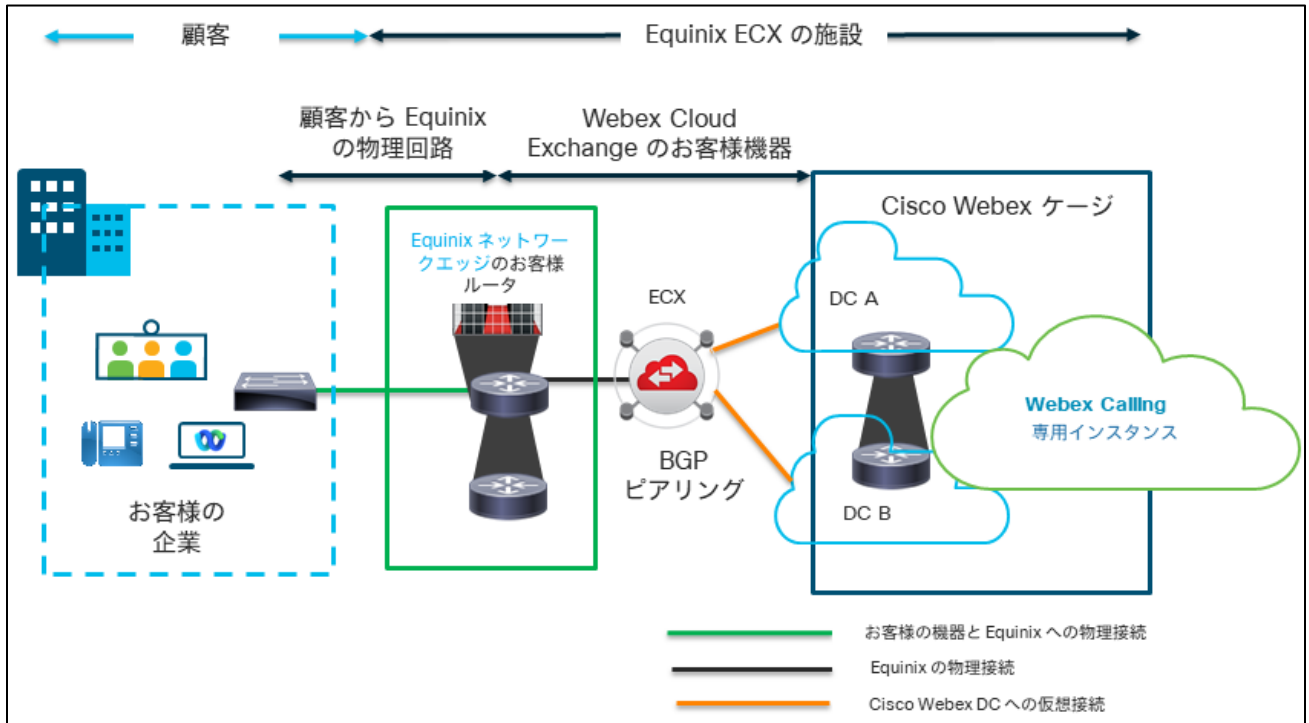 顧客
Equinix ECX の施設
顧客から Equinix
の物理回路
Webex Cloud
Exchange のお客様機器
Cisco Webex ケージ
Equinix ネットワー
クエッジのお客様
ルータ
ECX
DC A
Webex Calling
専用インスタンス
BGP
ピアリング
DC B
お客様の
企業
お客様の機器と Equinix への物理接続
Equinix の物理接続
Cisco Webex DC への仮想接続